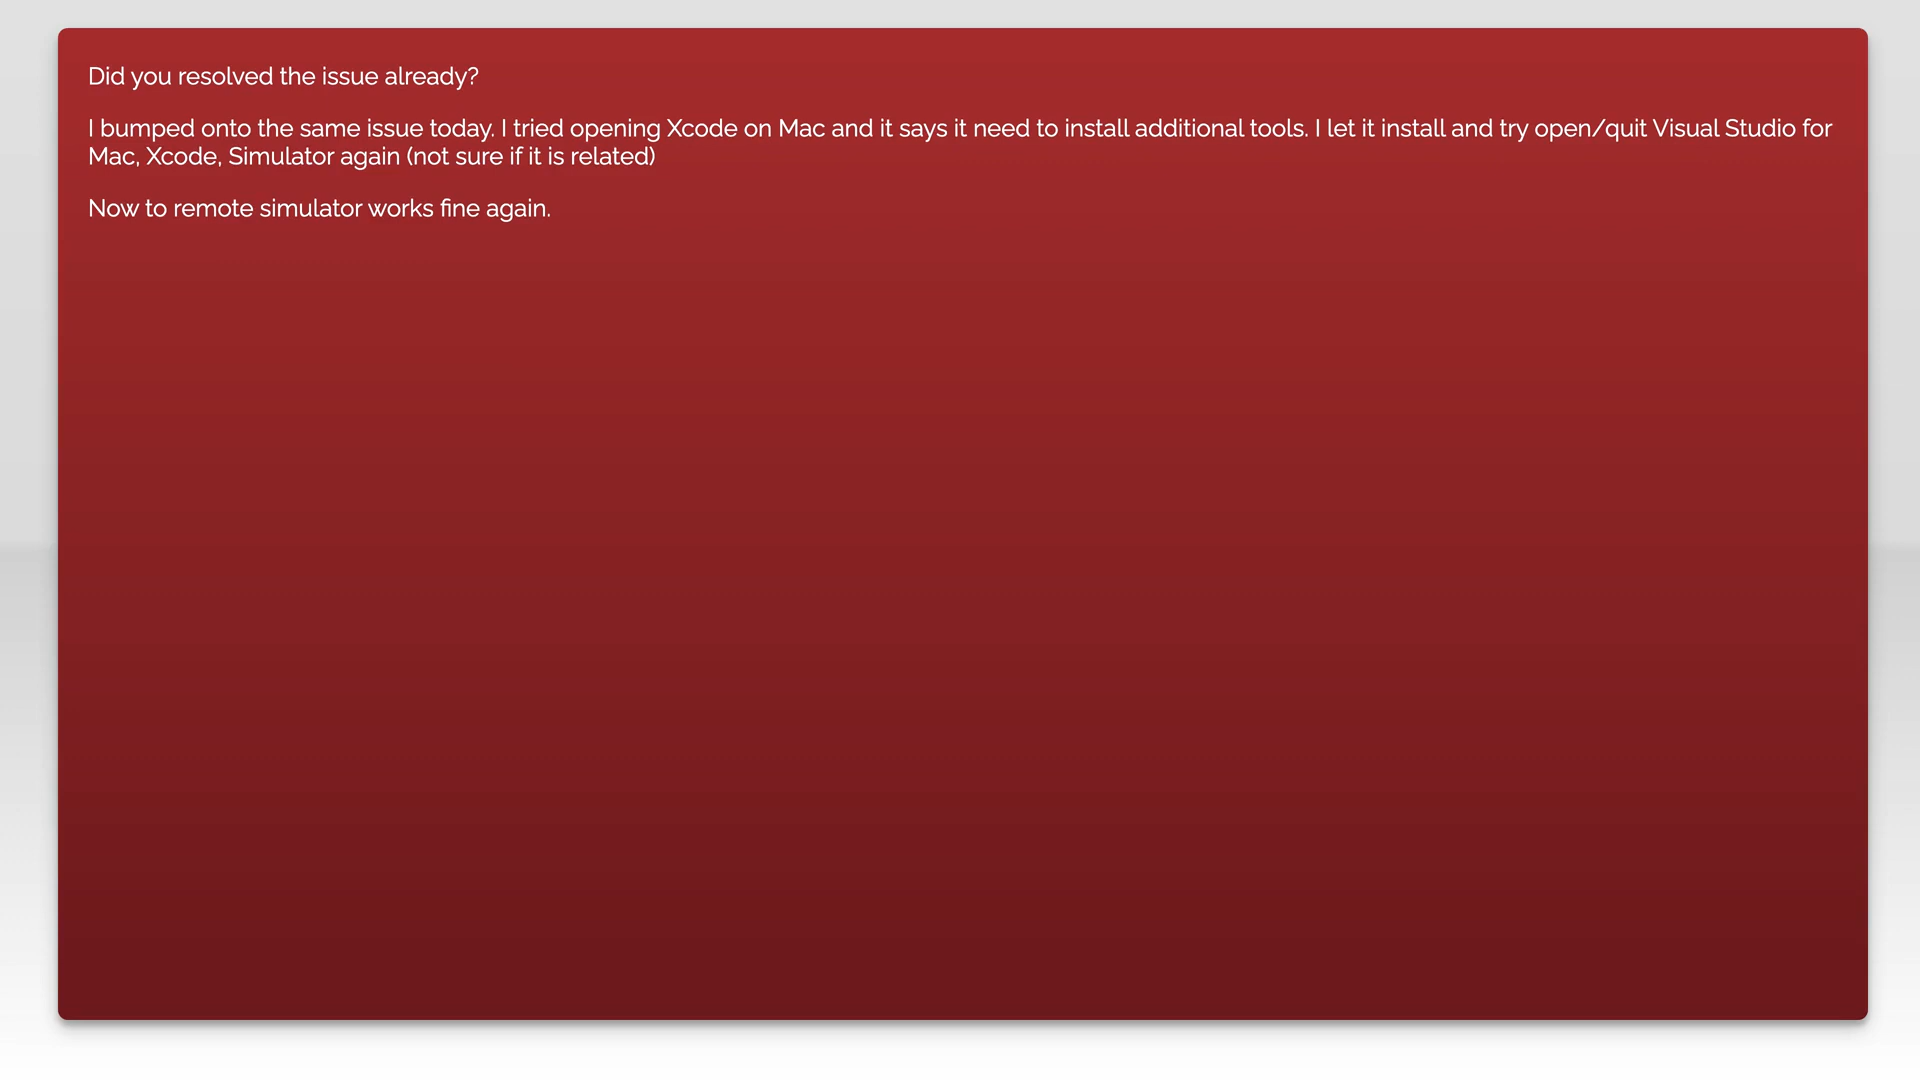 Did you resolved the issue already?
I bumped onto the same issue today. I tried opening Xcode on Mac and it says it need to install additional tools. I let it install and try open/quit Visual Studio for
Mac, Xcode, Simulator again (not sure if it is related)
Now to remote simulator works fine again.